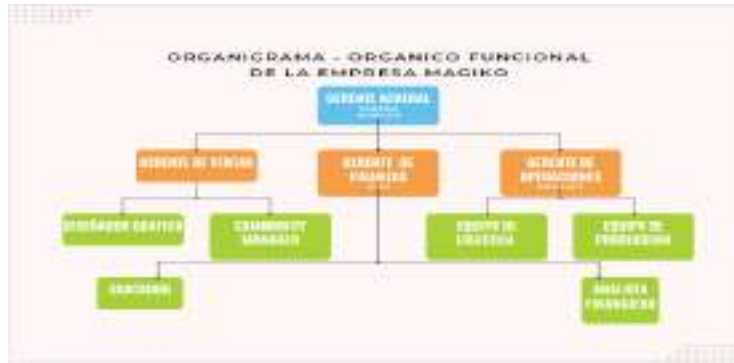 ORGANIGRAMA - ORGANICO FUNCIONAL
DE LA EMPRESA MAGIKO
GERENTE GENERAL
GERENTE DE VENTAS
GERENTE DE
FINANZAS
GERENTE DE
OPERACIONES
DISEÑADOR GRAFICO
COMMUNITY
MANAGER
EQUIPO DE
LOGISTICA
EQUIPO DE
PRODUCCION
CONTADOR
ANALISTA
FINANCIERO